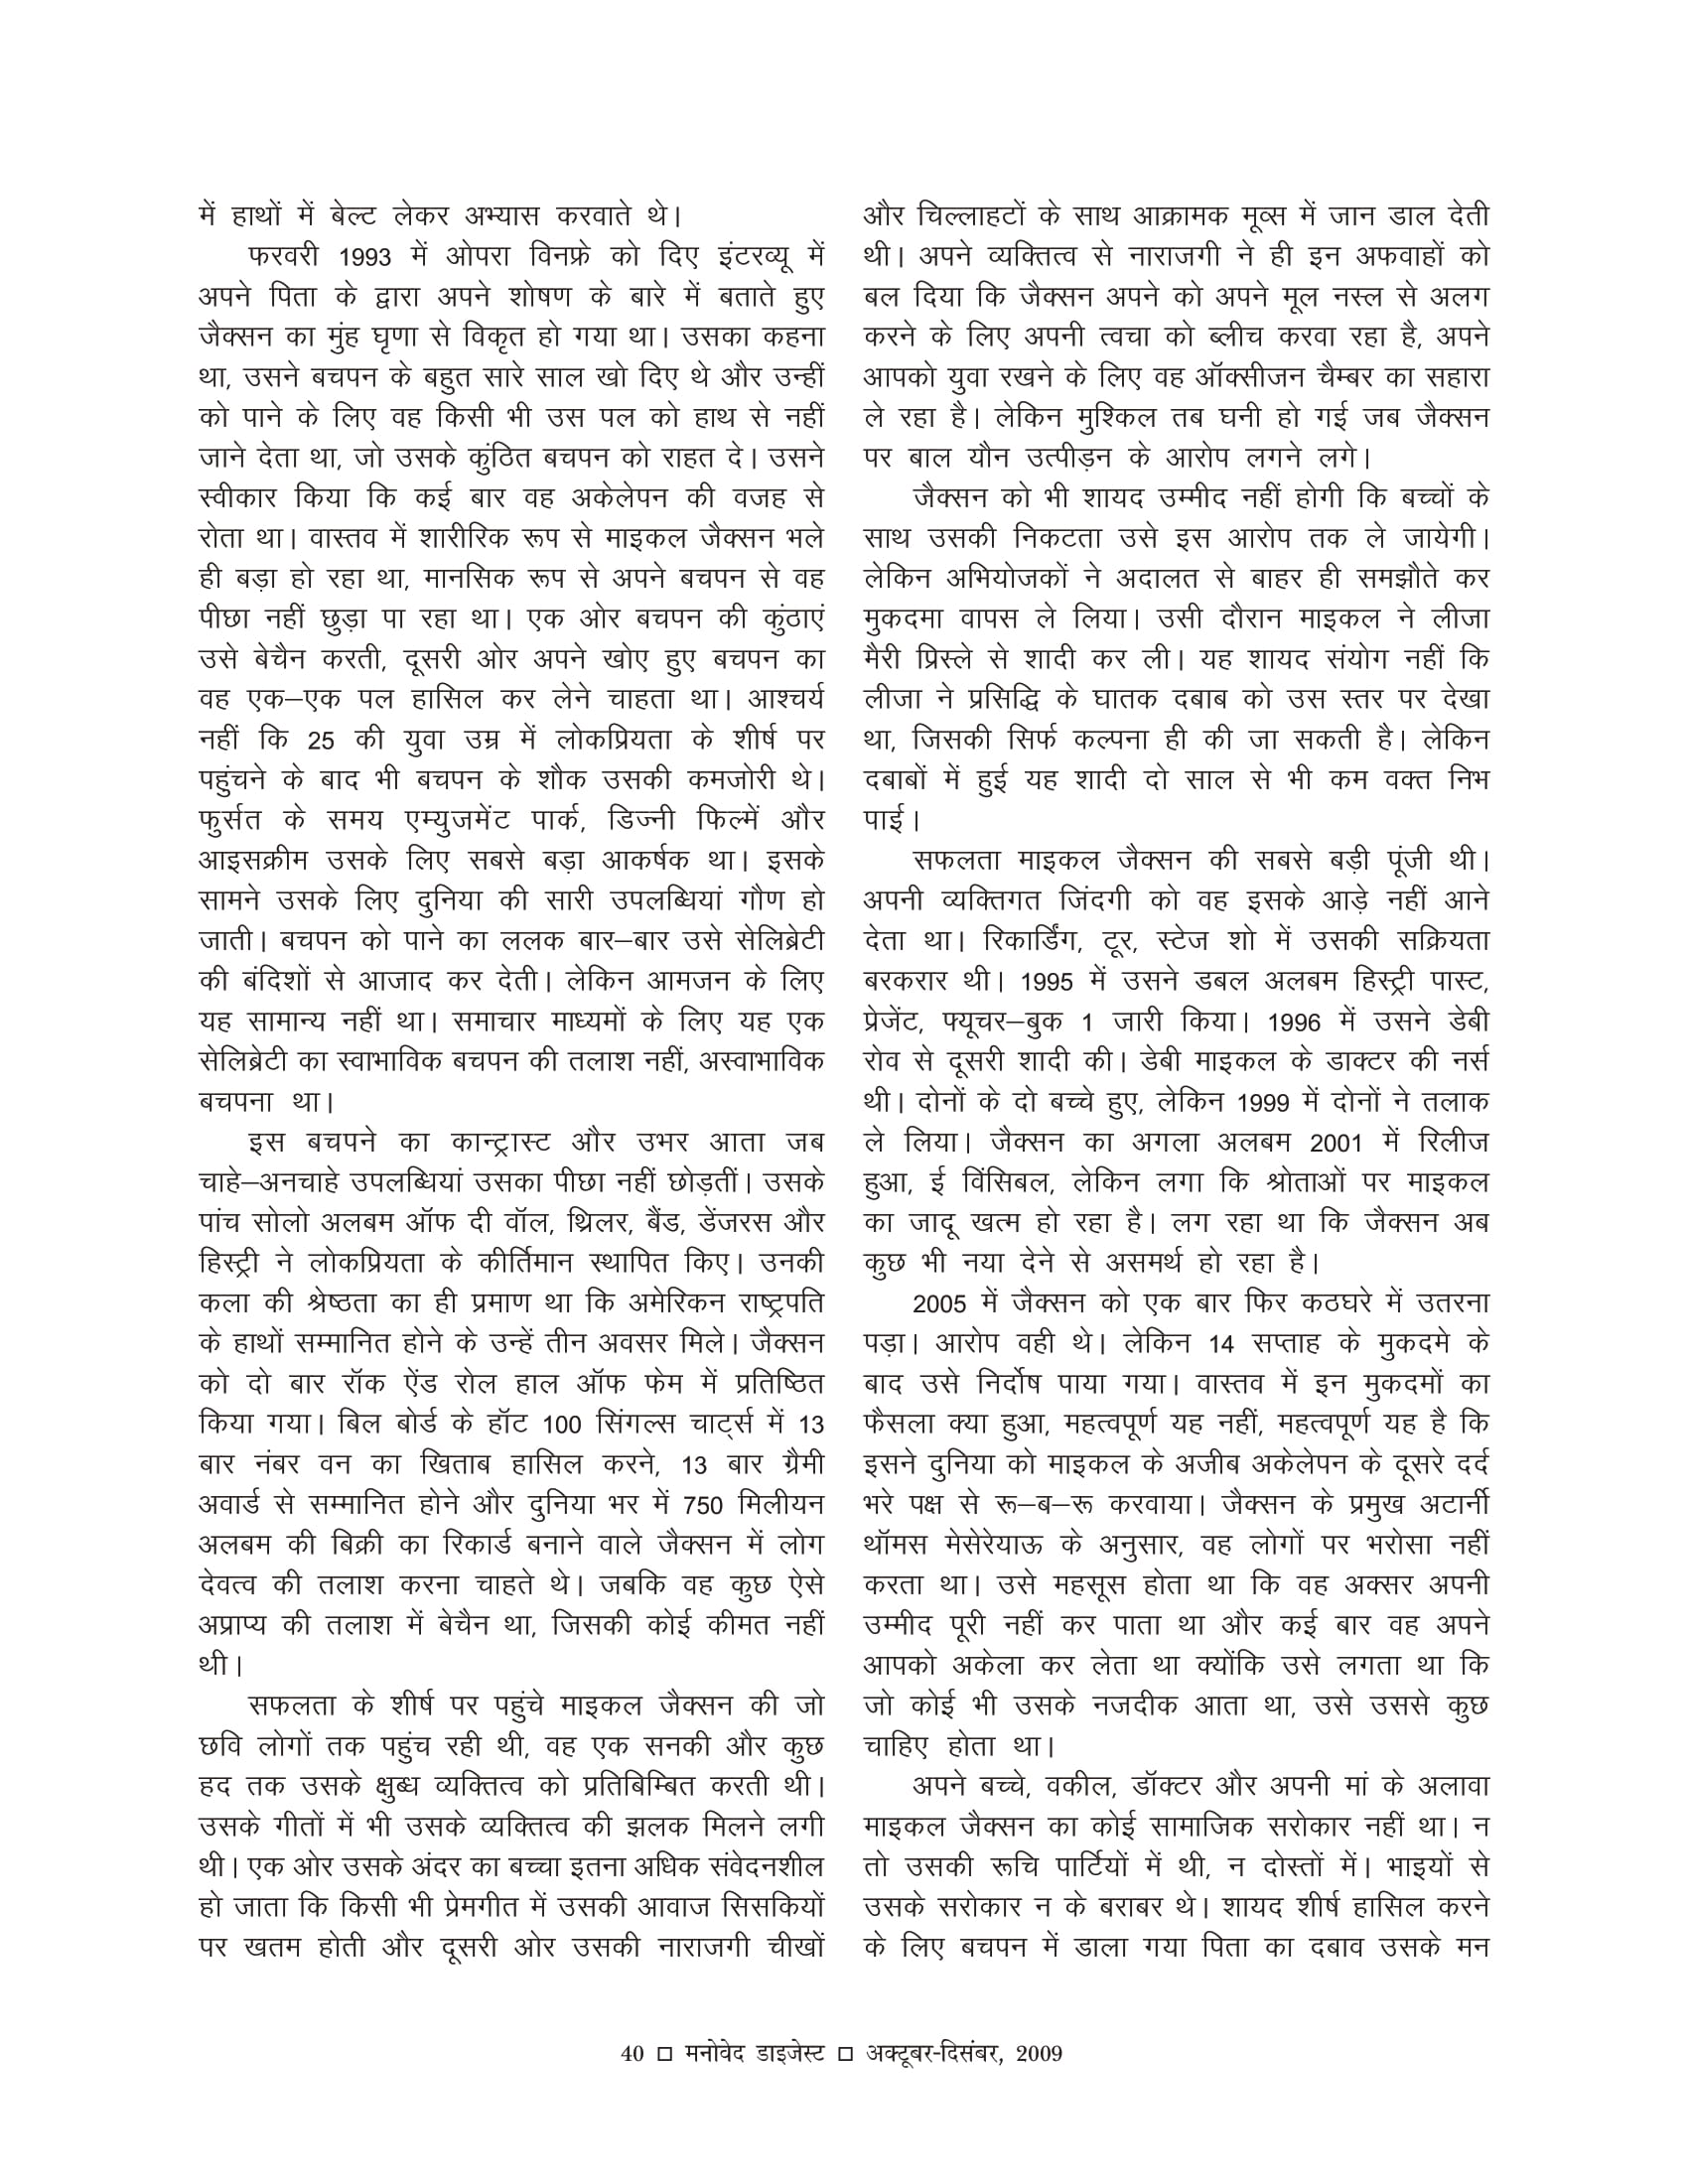 में हाथों में बेल्ट लेकर अभ्यास करवाते थे।
फरवरी 1993 में ओपरा विनफ्रे को दिए इंटरव्यू में
अपने पिता के द्वारा अपने शोषण के बारे में बताते हुए
जैक्सन का मुंह घृणा से विकृत हो गया था। उसका कहना
था, उसने बचपन के बहुत सारे साल खो दिए थे और उन्हीं
को पाने के लिए वह किसी भी उस पल को हाथ से नहीं
जाने देता था, जो उसके कुंठित बचपन को राहत दे। उसने
स्वीकार किया कि कई बार वह अकेलेपन की वजह से
रोता था। वास्तव में शारीरिक रूप से माइकल जैक्सन भले
ही बड़ा हो रहा था, मानसिक रूप से अपने बचपन से वह
पीछा नहीं छुड़ा पा रहा था। एक ओर बचपन की कुंठाएं
उसे बेचैन करती, दूसरी ओर अपने खोए हुए बचपन का
वह एक–एक पल हासिल कर लेने चाहता था। आश्चर्य
नहीं कि 25 की युवा उम्र में लोकप्रियता के शीर्ष पर
पहुंचने के बाद भी बचपन के शौक उसकी कमजोरी थे।
फुर्सत के समय एम्युजमेंट पार्क, डिज्नी फिल्में और
आइसक्रीम उसके लिए सबसे बड़ा आकर्षक था। इसके
सामने उसके लिए दुनिया की सारी उपलब्धियां गौण हो
जाती। बचपन को पाने का ललक बार–बार उसे सेलिब्रेटी
की बंदिशों से आजाद कर देती। लेकिन आमजन के लिए
यह सामान्य नहीं था। समाचार माध्यमों के लिए यह एक
सेलिब्रेटी का स्वाभाविक बचपन की तलाश नहीं, अस्वाभाविक
बचपना था।
इस बचपने का कान्ट्रास्ट और उभर आता जब
चाहे–अनचाहे उपलब्धियां उसका पीछा नहीं छोड़तीं। उसके
पांच सोलो अलबम ऑफ दी वॉल, थ्रिलर, बैंड, डेंजरस और
हिस्ट्री ने लोकप्रियता के कीर्तिमान स्थापित किए। उनकी
कला की श्रेष्ठता का ही प्रमाण था कि अमेरिकन राष्ट्रपति
के हाथों सम्मानित होने के उन्हें तीन अवसर मिले। जैक्सन
को दो बार रॉक ऐंड रोल हाल ऑफ फेम में प्रतिष्ठित
किया गया। बिल बोर्ड के हॉट 100 सिंगल्स चार्ट्स में 13
बार नंबर वन का खिताब हासिल करने, 13 बार ग्रैमी
अवार्ड से सम्मानित होने और दुनिया भर में 750 मिलीयन
अलबम की बिक्री का रिकार्ड बनाने वाले जैक्सन में लोग
देवत्व की तलाश करना चाहते थे। जबकि वह कुछ ऐसे
अप्राप्य की तलाश में बेचैन था, जिसकी कोई कीमत नहीं
थी।
सफलता के शीर्ष पर पहुंचे माइकल जैक्सन की जो
छवि लोगों तक पहुंच रही थी, वह एक सनकी और कुछ
हद तक उसके क्षुब्ध व्यक्तित्व को प्रतिबिम्बित करती थी।
उसके गीतों में भी उसके व्यक्तित्व की झलक मिलने लगी
थी। एक ओर उसके अंदर का बच्चा इतना अधिक संवेदनशील
हो जाता कि किसी भी प्रेमगीत में उसकी आवाज सिसकियों
पर खतम होती और दूसरी ओर उसकी नाराजगी चीखों
और चिल्लाहटों के साथ आक्रामक मूव्स में जान डाल देती
थी। अपने व्यक्तित्व से नाराजगी ने ही इन अफवाहों को
बल दिया कि जैक्सन अपने को अपने मूल नस्ल से अलग
करने के लिए अपनी त्वचा को ब्लीच करवा रहा है, अपने
आपको युवा रखने के लिए वह ऑक्सीजन चैम्बर का सहारा
ले रहा है। लेकिन मुश्किल तब घनी हो गई जब जैक्सन
पर बाल यौन उत्पीड़न के आरोप लगने लगे।
जैक्सन को भी शायद उम्मीद नहीं होगी कि बच्चों के
साथ उसकी निकटता उसे इस आरोप तक ले जायेगी।
लेकिन अभियोजकों ने अदालत से बाहर ही समझौते कर
मुकदमा वापस ले लिया। उसी दौरान माइकल ने लीजा
मैरी प्रिस्ले से शादी कर ली। यह शायद संयोग नहीं कि
लीजा ने प्रसिद्धि के घातक दबाब को उस स्तर पर देखा
था, जिसकी सिर्फ कल्पना ही की जा सकती है। लेकिन
दबाबों में हुई यह शादी दो साल से भी कम वक्त निभ
पाई।
सफलता माइकल जैक्सन की सबसे बड़ी पूंजी थी।
अपनी व्यक्तिगत जिंदगी को वह इसके आड़े नहीं आने
देता था। रिकार्डिंग, टूर, स्टेज शो में उसकी सक्रियता
बरकरार थी। 1995 में उसने डबल अलबम हिस्ट्री पास्ट,
प्रेजेंट, फ्यूचर–बुक 1 जारी किया। 1996 में उसने डेबी
रोव से दूसरी शादी की। डेबी माइकल के डाक्टर की नर्स
थी। दोनों के दो बच्चे हुए, लेकिन 1999 में दोनों ने तलाक
ले लिया। जैक्सन का अगला अलबम 2001 में रिलीज
हुआ, ई विंसिबल, लेकिन लगा कि श्रोताओं पर माइकल
का जादू खत्म हो रहा है। लग रहा था कि जैक्सन अब
कुछ भी नया देने से असमर्थ हो रहा है।
2005 में जैक्सन को एक बार फिर कठघरे में उतरना
पड़ा। आरोप वही थे। लेकिन 14 सप्ताह के मुकदमे के
बाद उसे निर्दोष पाया गया। वास्तव में इन मुकदमों का
फैसला क्या हुआ, महत्वपूर्ण यह नहीं, महत्वपूर्ण यह है कि
इसने दुनिया को माइकल के अजीब अकेलेपन के दूसरे दर्द
भरे पक्ष से रू–ब–रू करवाया। जैक्सन के प्रमुख अटार्नी
थॉमस मेसेरेयाऊ के अनुसार, वह लोगों पर भरोसा नहीं
करता था। उसे महसूस होता था कि वह अक्सर अपनी
उम्मीद पूरी नहीं कर पाता था और कई बार वह अपने
आपको अकेला कर लेता था क्योंकि उसे लगता था कि
जो कोई भी उसके नजदीक आता था, उसे उससे कुछ
चाहिए होता था।
अपने बच्चे, वकील, डॉक्टर और अपनी मां के अलावा
माइकल जैक्सन का कोई सामाजिक सरोकार नहीं था। न
तो उसकी रूचि पार्टियों में थी, न दोस्तों में। भाइयों से
उसके सरोकार न के बराबर थे। शायद शीर्ष हासिल करने
के लिए बचपन में डाला गया पिता का दबाव उसके मन
40 □ मनोवेद डाइजेस्ट □ अक्टूबर-दिसंबर, 2009